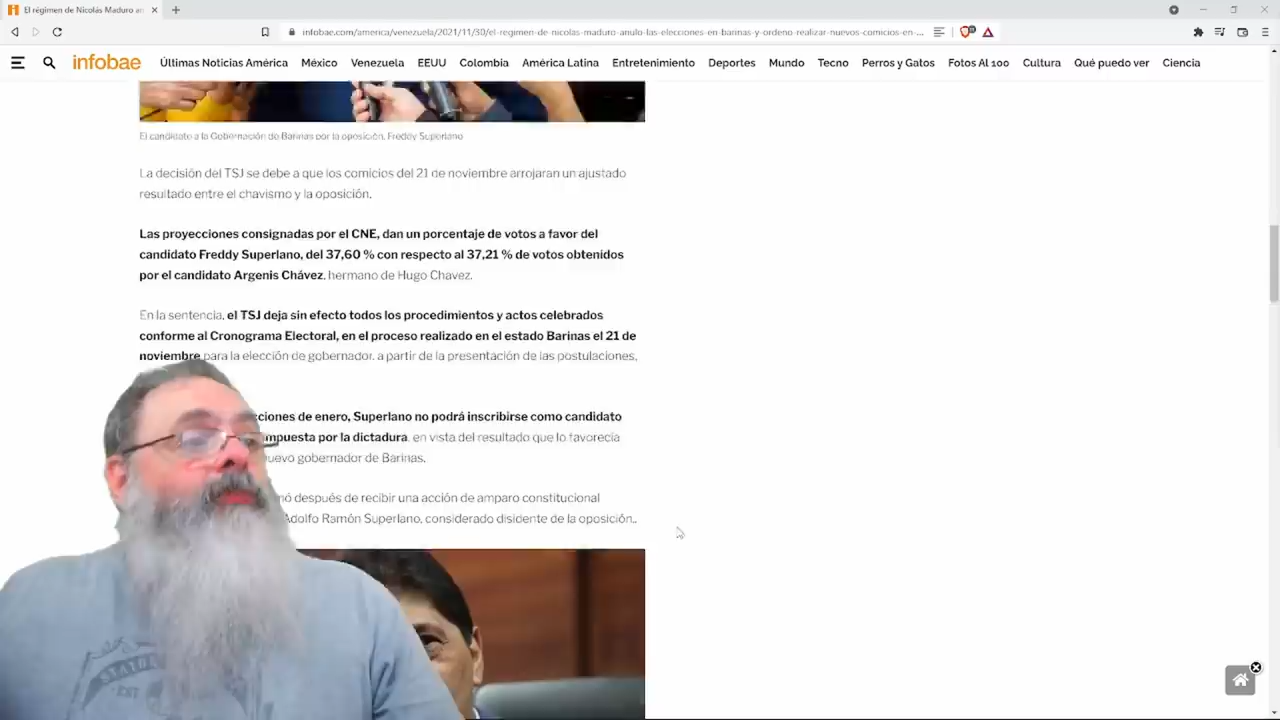 El régimen de Nicolás Maduro an
infobae.com/america/venezuela/2021/11/30/el-regimen-de-nicolas-maduro-anulo-las-elecciones-en-barinas-y-ordeno-realizar-nuevos-comicios-en-...
infobae Últimas Noticias América México Venezuela EEUU Colombia América Latina Entretenimiento Deportes Mundo Tecno Perros y Gatos Fotos Al 100 Cultura Qué puedo ver Ciencia
El candidato a la Gobernación de Barinas por la oposición, Freddy Superlano
La decisión del TSJ se debe a que los comicios del 21 de noviembre arrojaran un ajustado
resultado entre el chavismo y la oposición.
Las proyecciones consignadas por el CNE, dan un porcentaje de votos a favor del
candidato Freddy Superlano, del 37,60 % con respecto al 37,21 % de votos obtenidos
por el candidato Argenis Chávez, hermano de Hugo Chavez.
En la sentencia, el TSJ deja sin efecto todos los procedimientos y actos celebrados
conforme al Cronograma Electoral, en el proceso realizado en el estado Barinas el 21 de
noviembre para la elección de gobernador, a partir de la presentación de las postulaciones,
cciones de enero, Superlano no podrá inscribirse como candidato
mpuesta por la dictadura, en vista del resultado que lo favorecía
uevo gobernador de Barinas.
nó después de recibir una acción de amparo constitucional
Adolfo Ramón Superlano, considerado disidente de la oposición..